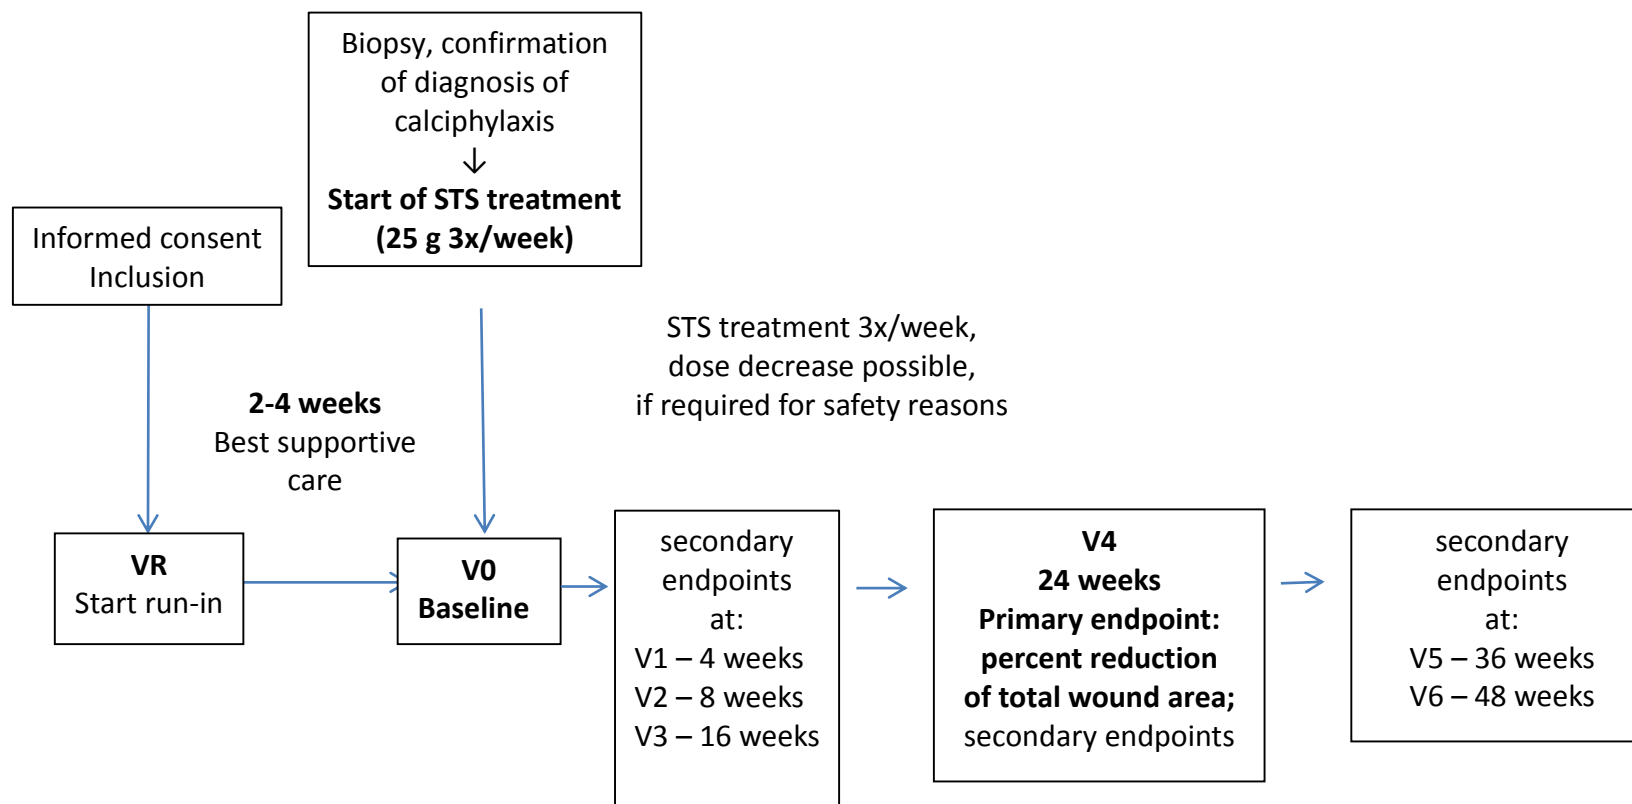 Biopsy, confirmation
of diagnosis of
calciphylaxis
↓
Start of STS treatment
(25 g 3x/week)
Informed consent
Inclusion
STS treatment 3x/week,
dose decrease possible,
if required for safety reasons
2-4 weeks
Best supportive
care
VR
Start run-in
V0
Baseline
secondary
endpoints
at:
V1 – 4 weeks
V2 – 8 weeks
V3 – 16 weeks
V4
24 weeks
Primary endpoint:
percent reduction
of total wound area;
secondary endpoints
secondary
endpoints
at:
V5 – 36 weeks
V6 – 48 weeks